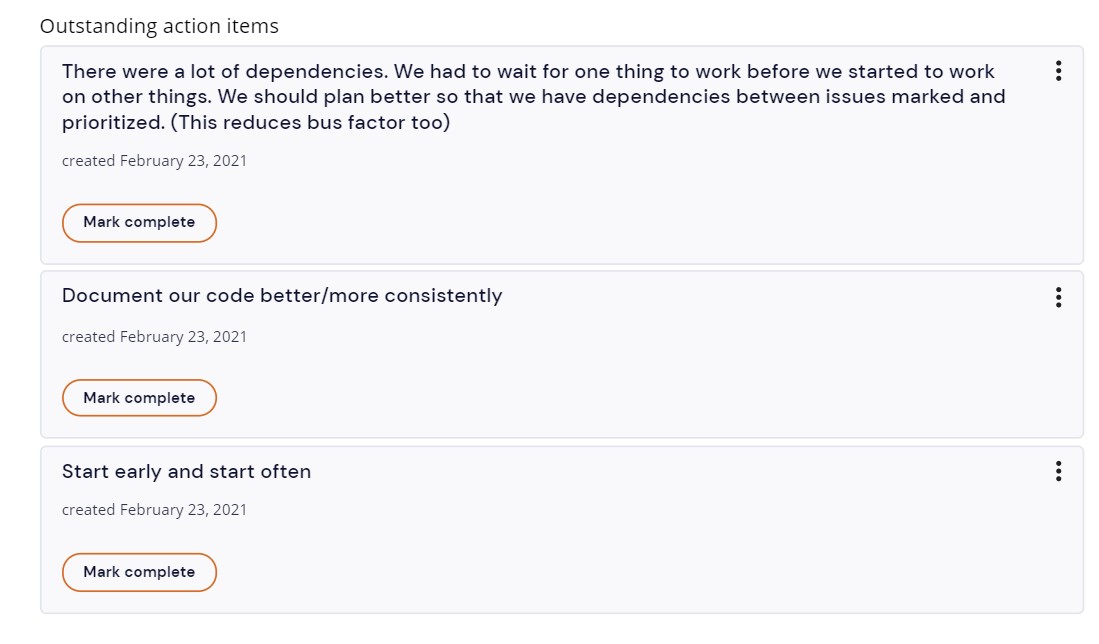 Outstanding action items
There were a lot of dependencies. We had to wait for one thing to work before we started to work
on other things. We should plan better so that we have dependencies between issues marked and
prioritized. (This reduces bus factor too)
created February 23, 2021
Mark complete
Document our code better/more consistently
created February 23, 2021
Mark complete
Start early and start often
created February 23, 2021
Mark complete